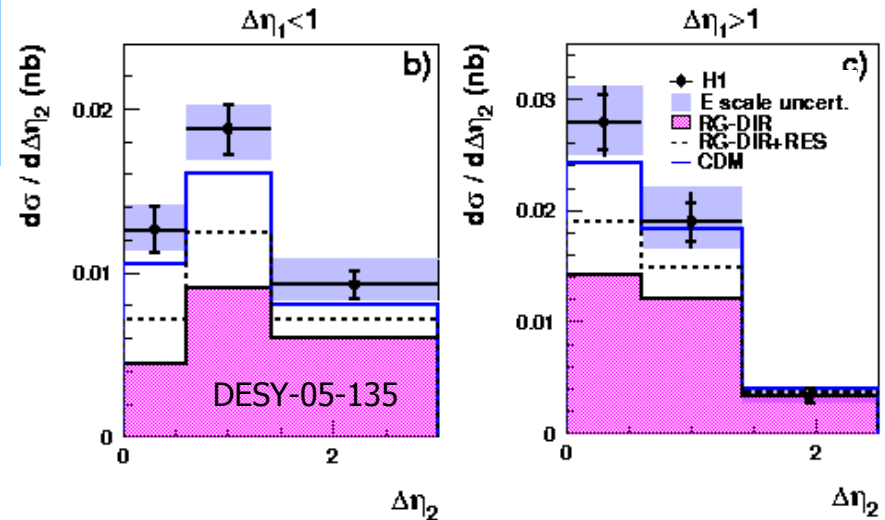 Δη1<1
b)
dσ / dΔη2 (nb)
0.02
0.01
0
DESY-05-135
0
2
Δη2
Δη1>1
c)
dσ / dΔη2 (nb)
H1
E scale uncert.
RG-DIR
RG-DIR+RES
CDM
0.03
0.02
0.01
0
0
2
Δη2